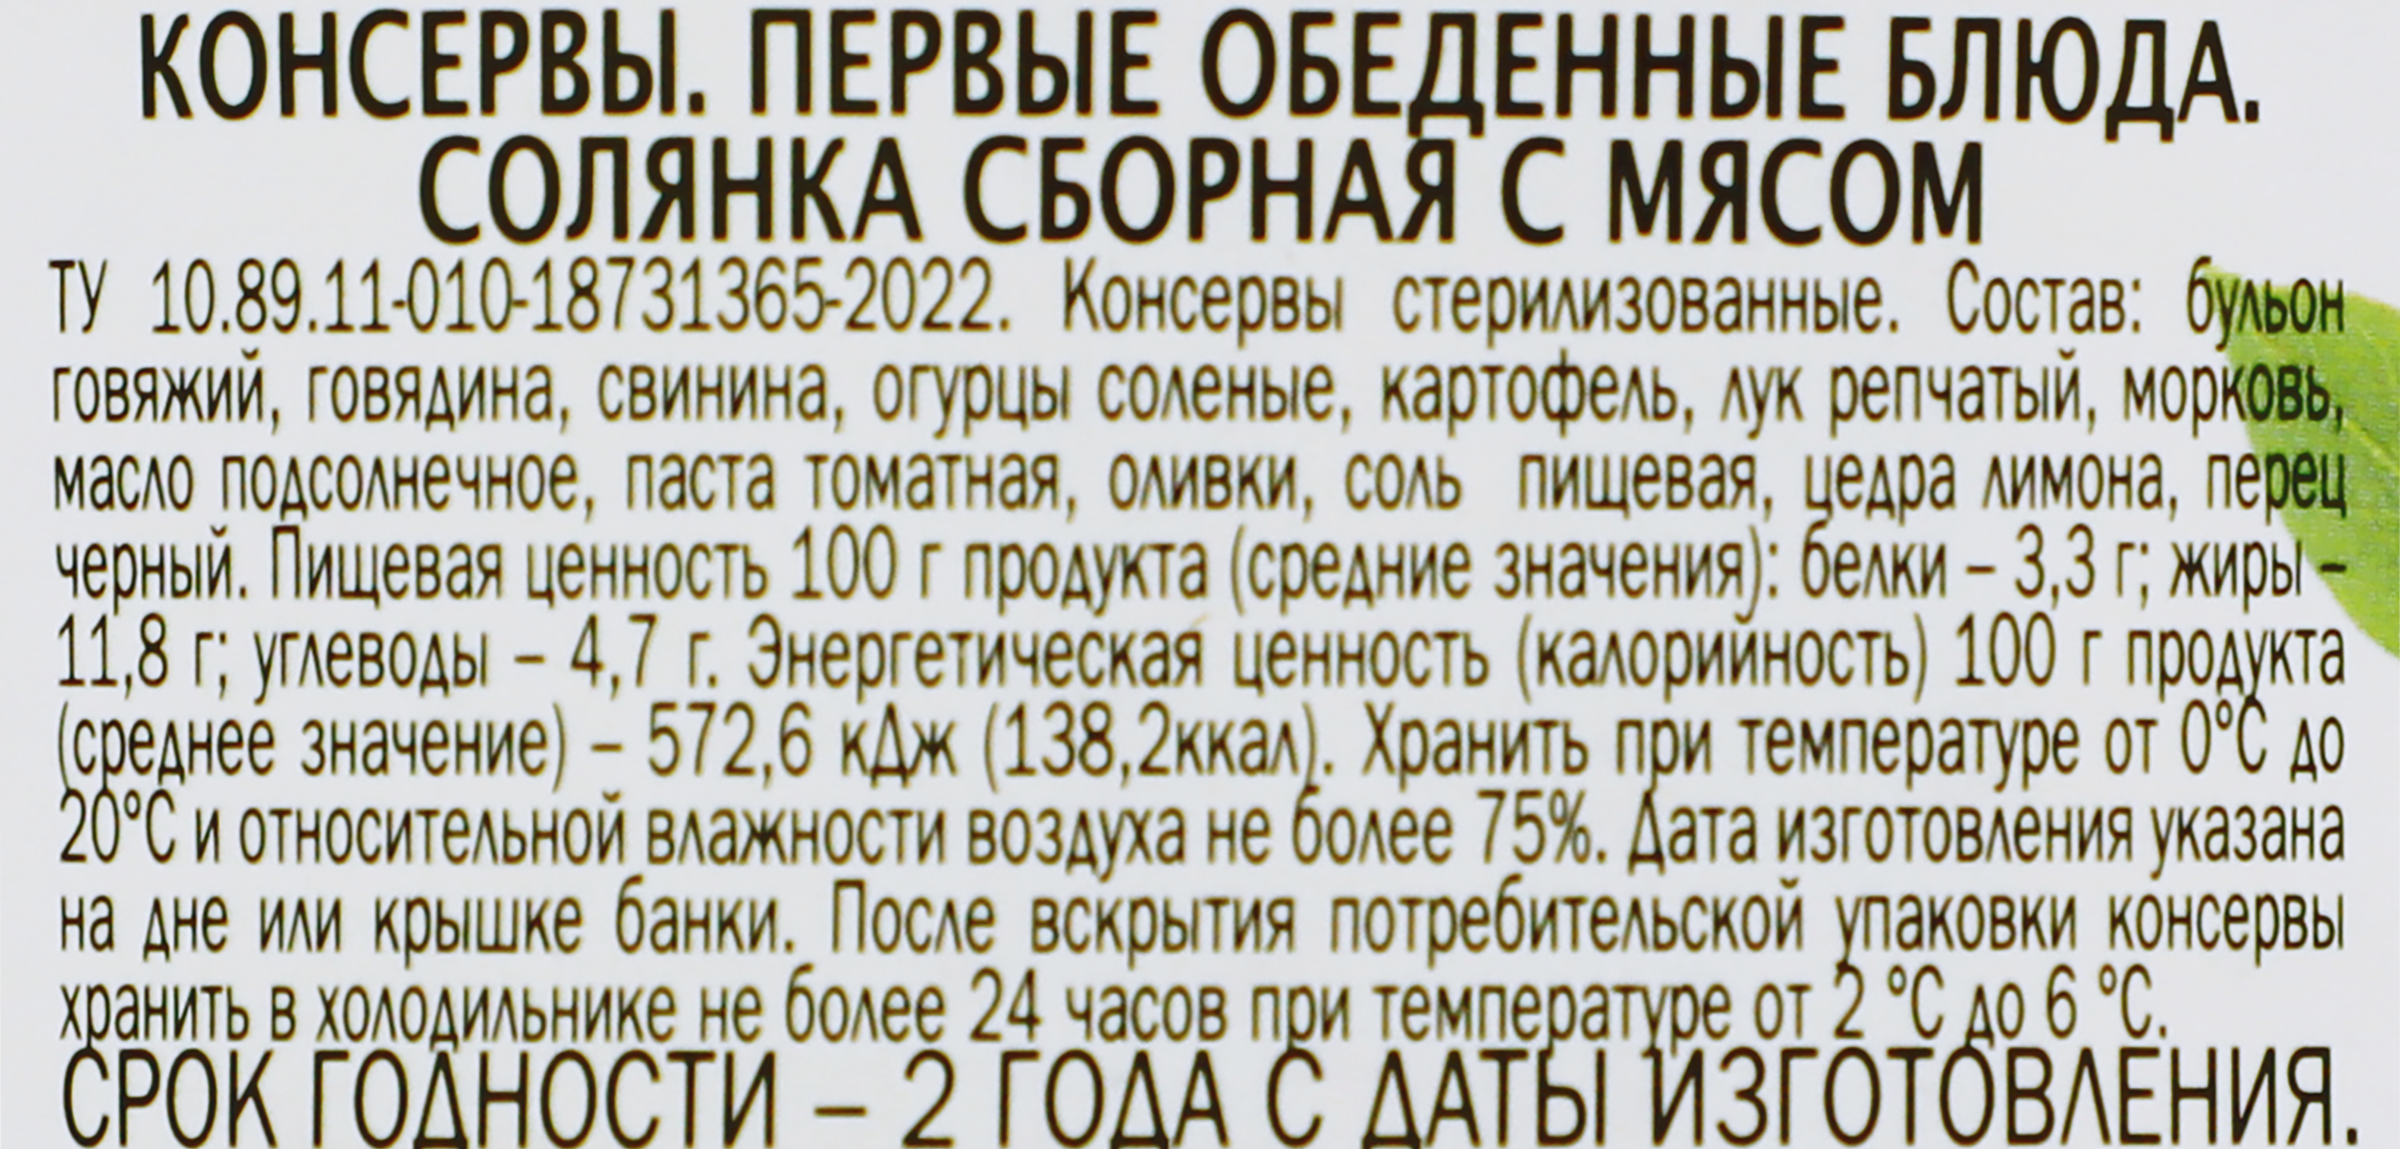 КОНСЕРВЫ. ПЕРВЫЕ ОБЕДЕННЫЕ БЛЮДА.
СОЛЯНКА СБОРНАЯ С МЯСОМ
ТУ 10.89.11-010-18731365-2022. Консервы стерилизованные. Состав: бульон
говяжий, говядина, свинина, огурцы соленые, картофель, лук репчатый, морковь,
масло подсолнечное, паста томатная, оливки, соль пищевая, цедра лимона, перец
черный. Пищевая ценность 100 г продукта (средние значения): белки – 3,3 г; жиры –
11,8 г; углеводы – 4,7 г. Энергетическая ценность (калорийность) 100 г продукта
(среднее значение) – 572,6 кДж (138,2ккал). Хранить при температуре от 0°С до
20°С и относительной влажности воздуха не более 75%. Дата изготовления указана
на дне или крышке банки. После вскрытия потребительской упаковки консервы
хранить в холодильнике не более 24 часов при температуре от 2 °С до 6 °С.
СРОК ГОДНОСТИ – 2 ГОДА С ДАТЫ ИЗГОТОВЛЕНИЯ.